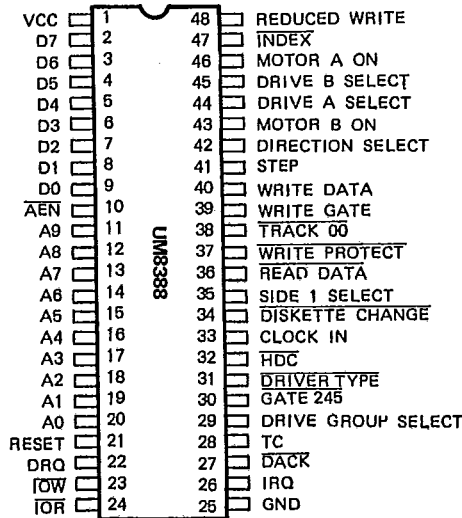 VCC 1 48 REDUCED WRITE
D7 2 47 INDEX
D6 3 46 MOTOR A ON
D5 4 45 DRIVE B SELECT
D4 5 44 DRIVE A SELECT
D3 6 43 MOTOR B ON
D2 7 42 DIRECTION SELECT
D1 8 41 STEP
D0 9 40 WRITE DATA
AEN 10 39 WRITE GATE
A9 11 38 TRACK 00
A8 12 37 WRITE PROTECT
A7 13 36 READ DATA
A6 14 35 SIDE 1 SELECT
A5 15 34 DISKETTE CHANGE
A4 16 33 CLOCK IN
A3 17 32 HDC
A2 18 31 DRIVER TYPE
A1 19 30 GATE 245
A0 20 29 DRIVE GROUP SELECT
RESET 21 28 TC
DRQ 22 27 DACK
IOW 23 26 IRQ
IOR 24 25 GND
UM8388